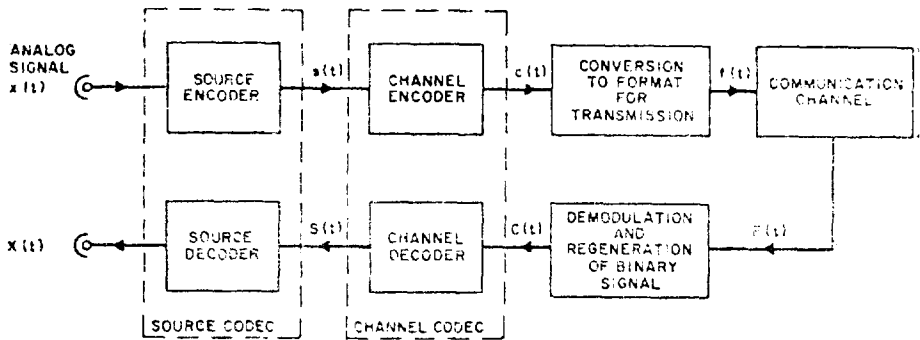 ANALOG
SIGNAL
x(t)
SOURCE
ENCODER
s(t)
CHANNEL
ENCODER
c(t)
CONVERSION
TO FORMAT
FOR
TRANSMISSION
f(t)
COMMUNICATION
CHANNEL
X(t)
SOURCE
DECODER
S(t)
CHANNEL
DECODER
C(t)
DEMODULATION
AND
REGENERATION
OF BINARY
SIGNAL
F(t)
SOURCE CODEC
CHANNEL CODEC